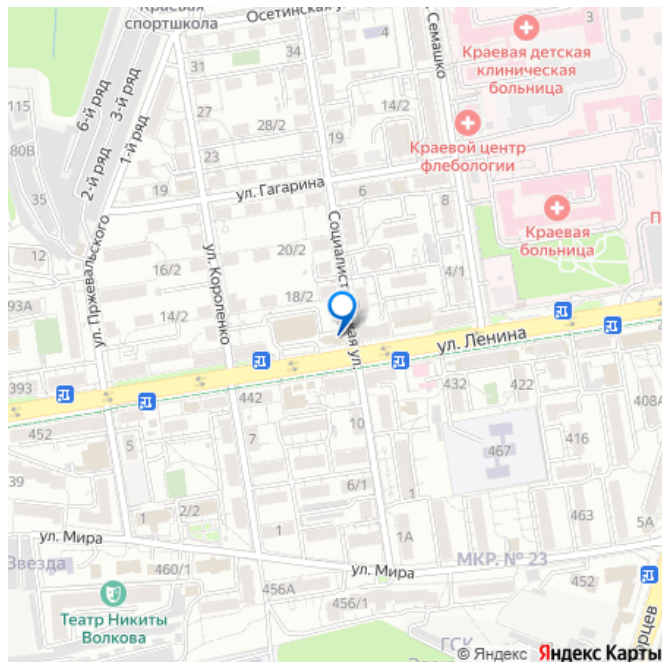 Краевая
спортшкола
Осетинская ул.
Семашко
3
Краевая детская
клиническая
больница
31
34
4
115
6-й ряд
3-й ряд
1-й ряд
2-й ряд
27
28/2
14/2
Краевой центр
флебологии
80В
23
19
35
19
ул. Гагарина
6
8
Краевая
больница
П
12
20/2
Социалист
кая ул.
16/2
4/1
ул. Пржевальского
ул. Короленко
93А
14/2
18/2
ул. Ленина
393
442
432
422
408А
452
5
7
10
467
416
39
6/1
463
2/2
1
1
1
1А
5А
ул. Мира
Звезда
МКР. № 23
460/1
456А
ул. Мира
452
456/1
Театр Никиты
Волкова
ГСК
рцев
© Яндекс Яндекс Карты